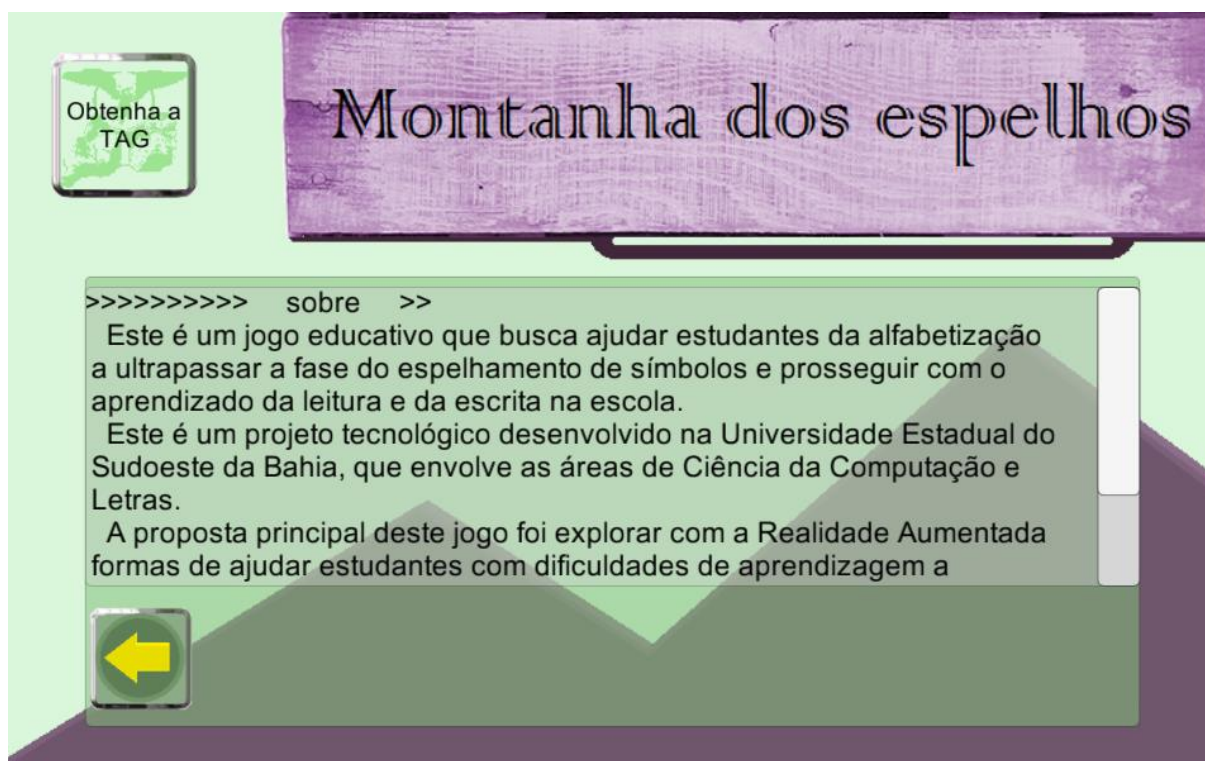 Obtenha a
TAG
Montanha dos espelhos
>>>>>>>>>> sobre >>
Este é um jogo educativo que busca ajudar estudantes da alfabetização
a ultrapassar a fase do espelhamento de símbolos e prosseguir com o
aprendizado da leitura e da escrita na escola.
Este é um projeto tecnológico desenvolvido na Universidade Estadual do
Sudoeste da Bahia, que envolve as áreas de Ciência da Computação e
Letras.
A proposta principal deste jogo foi explorar com a Realidade Aumentada
formas de ajudar estudantes com dificuldades de aprendizagem a